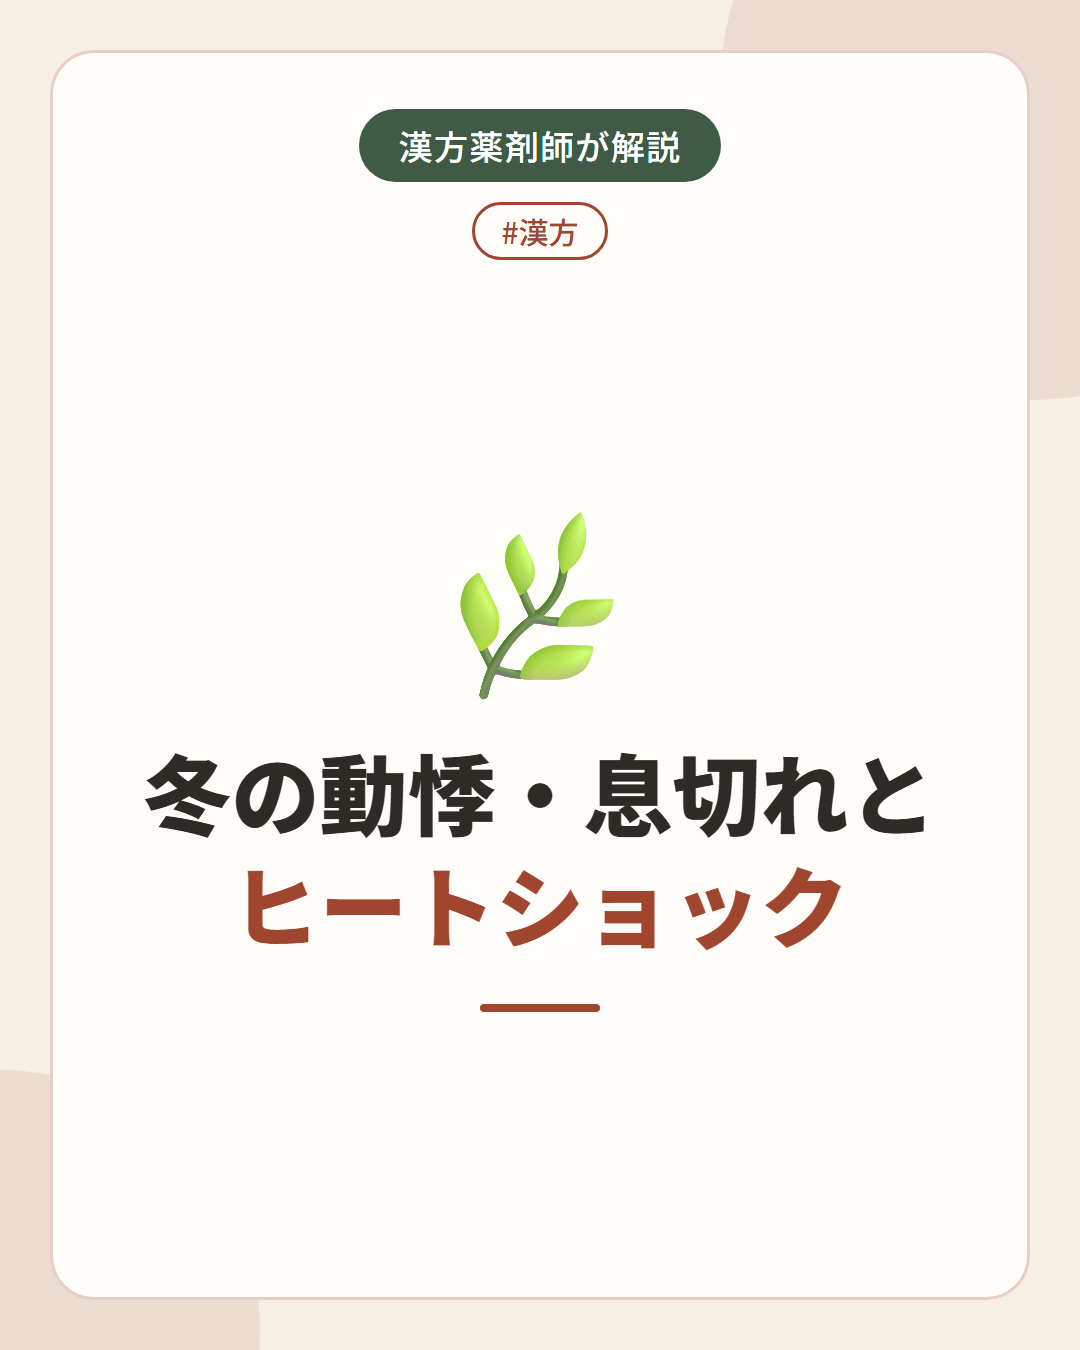 漢方薬剤師が解説
#漢方
冬の動悸・息切れと
ヒートショック